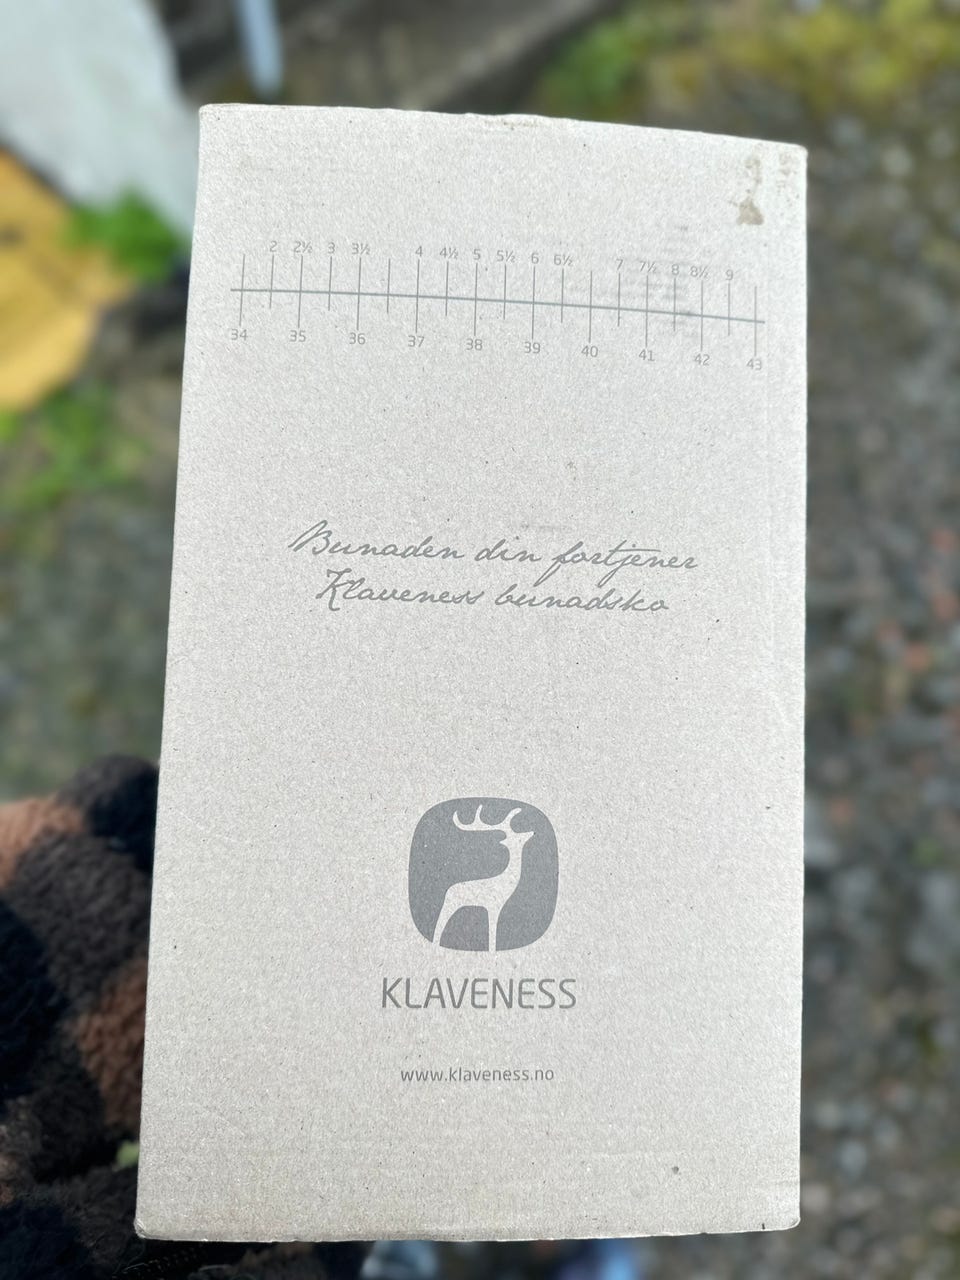 2 2½ 3 3½ 4 4½ 5 5½ 6 6½ 7 7½ 8 8½ 9
34 35 36 37 38 39 40 41 42 43
Bunaden din fortjener
Klaveness bunadsko
KLAVENESS
www.klaveness.no